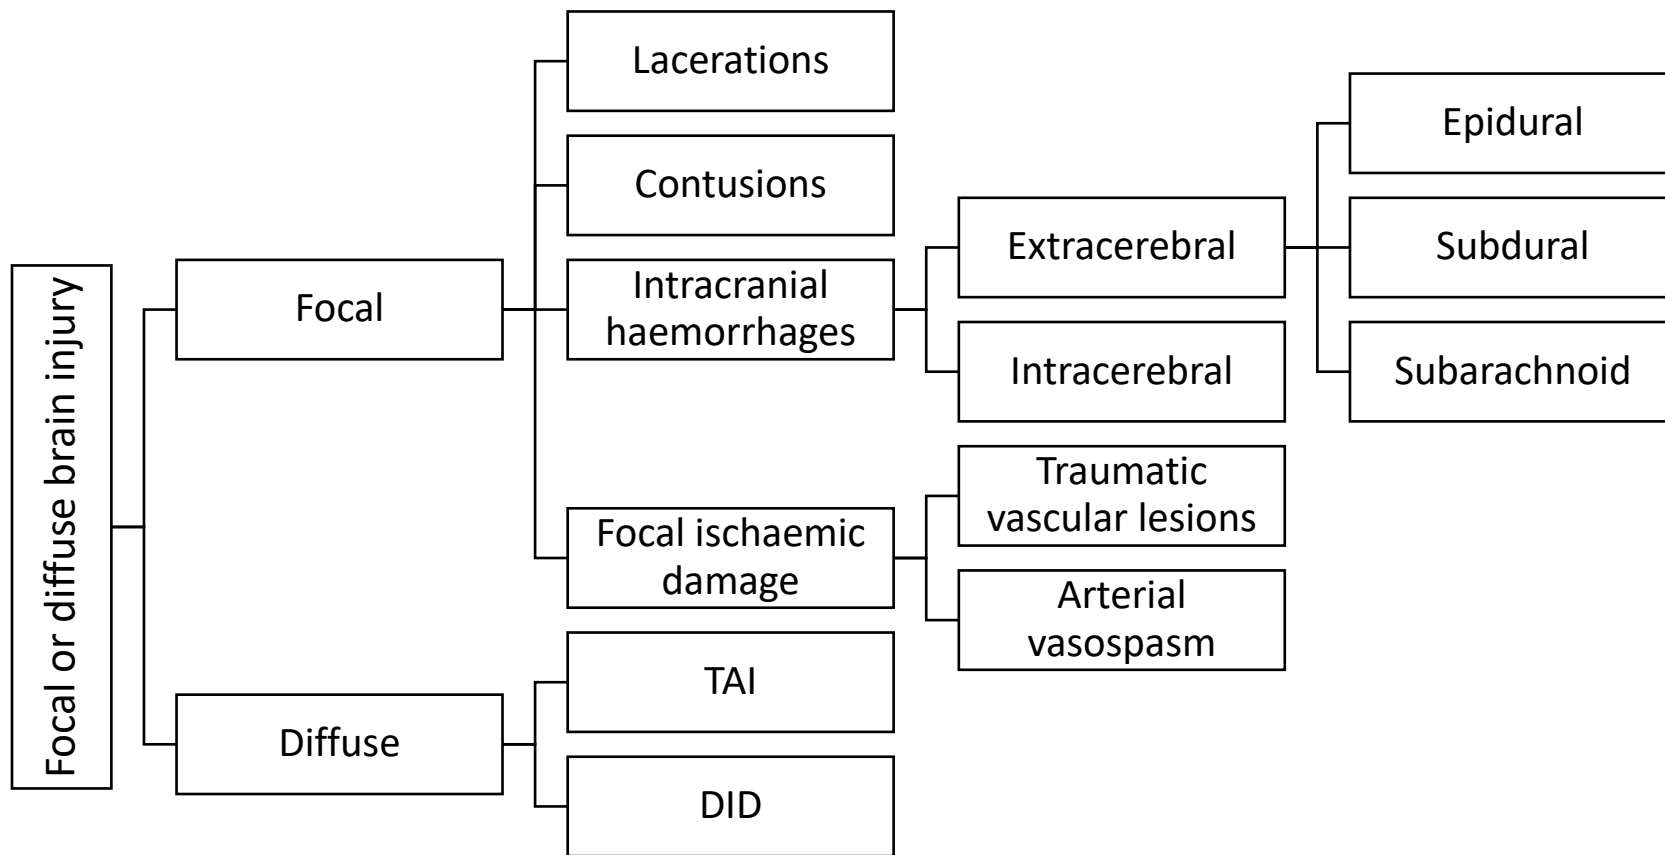 Focal or diffuse brain injury
Focal
Lacerations
Contusions
Intracranial
haemorrhages
Extracerebral
Epidural
Subdural
Subarachnoid
Intracerebral
Focal ischaemic
damage
Traumatic
vascular lesions
Arterial
vasospasm
Diffuse
TAI
DID